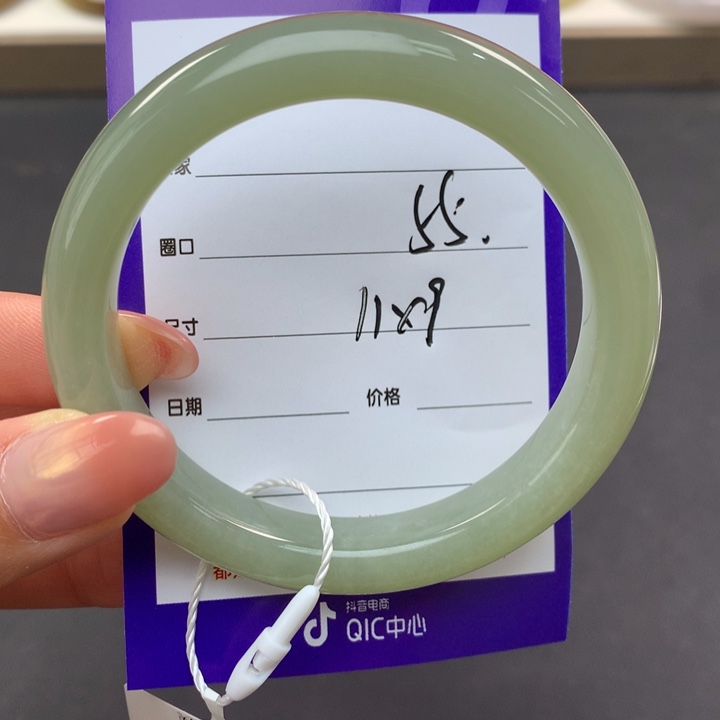 家
圈口 55.
尺寸 11x9
日期 价格
抖音电商
QIC中心